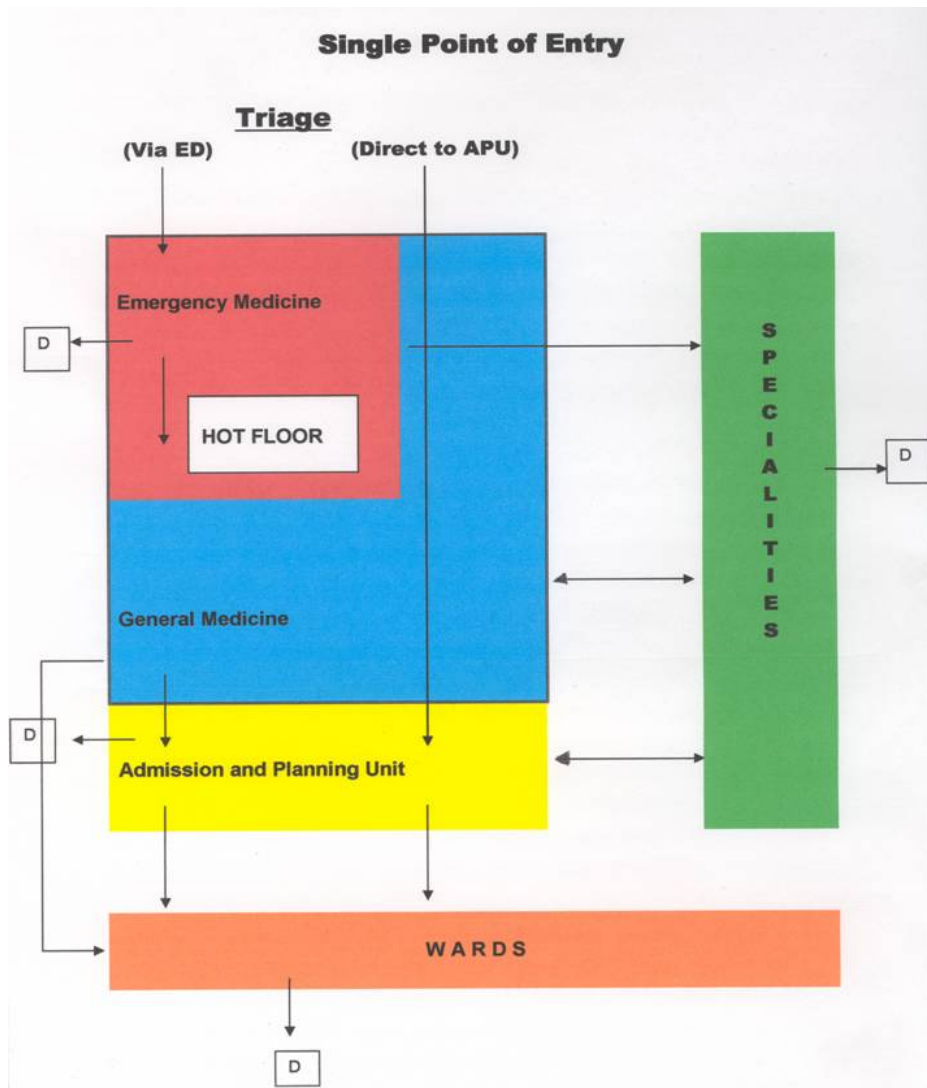 Single Point of Entry
Triage
(Via ED)
(Direct to APU)
Emergency Medicine
D
HOT FLOOR
SPECIALITIES
D
General Medicine
D
Admission and Planning Unit
WARDS
D